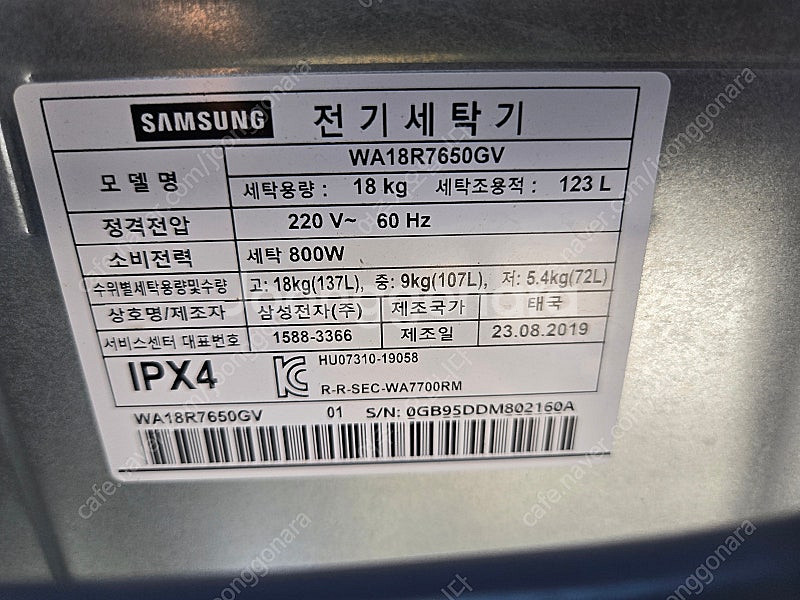 SAMSUNG 전기세탁기
모델명 WA18R7650GV
세탁용량 : 18 kg 세탁조용적 : 123 L
정격전압 220 V~ 60 Hz
소비전력 세탁 800W
수위별세탁용량및수량 고: 18kg(137L), 중: 9kg(107L), 저: 5.4kg(72L)
상호명/제조자 삼성전자(주) 제조국가 태국
서비스센터 대표번호 1588-3366 제조일 23.08.2019
IPX4 HU07310-19058
R-R-SEC-WA7700RM
WA18R7650GV 01 S/N: 0GB95DDM802160A
cafe.naver.com/joonggonara
joonggonara